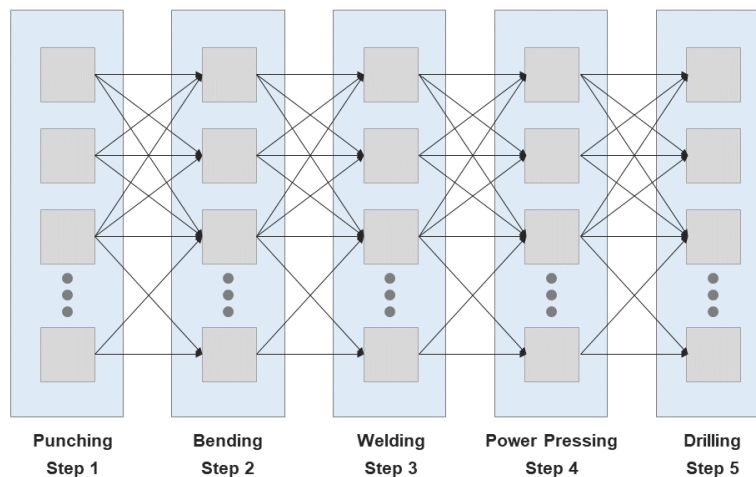 Punching
Step 1
Bending
Step 2
Welding
Step 3
Power Pressing
Step 4
Drilling
Step 5